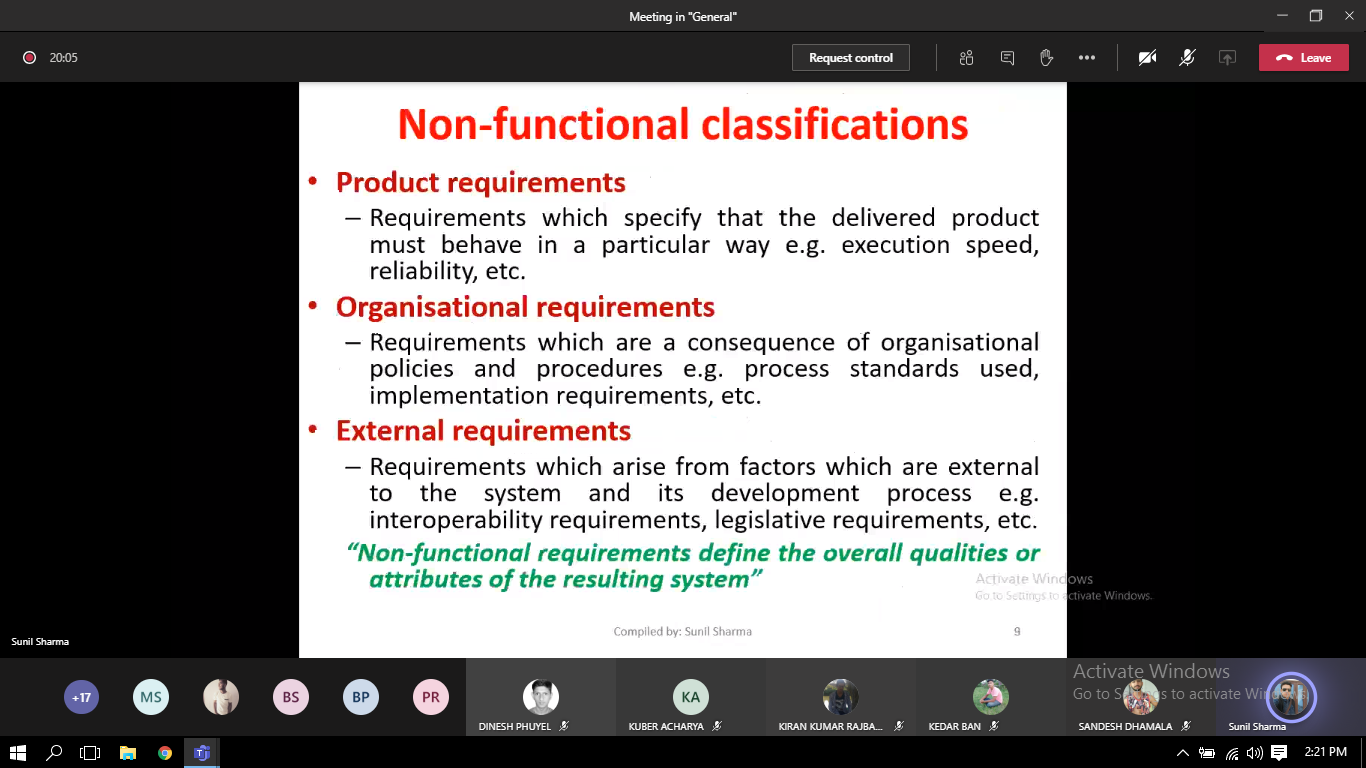 Meeting in "General"
20:05
Request control
Leave
Non-functional classifications
• Product requirements
– Requirements which specify that the delivered product
must behave in a particular way e.g. execution speed,
reliability, etc.
• Organisational requirements
– Requirements which are a consequence of organisational
policies and procedures e.g. process standards used,
implementation requirements, etc.
• External requirements
– Requirements which arise from factors which are external
to the system and its development process e.g.
interoperability requirements, legislative requirements, etc.
“Non-functional requirements define the overall qualities or
attributes of the resulting system”
Activate Windows
Go to Settings to activate Windows.
Compiled by: Sunil Sharma
9
Sunil Sharma
+17
MS
BS
BP
PR
DINESH PHUYEL
KA
KUBER ACHARYA
KIRAN KUMAR RAJBA...
KEDAR BAN
SANDESH DHAMALA
Sunil Sharma
Activate Windows
Go to Settings to activate Windows.
2:21 PM